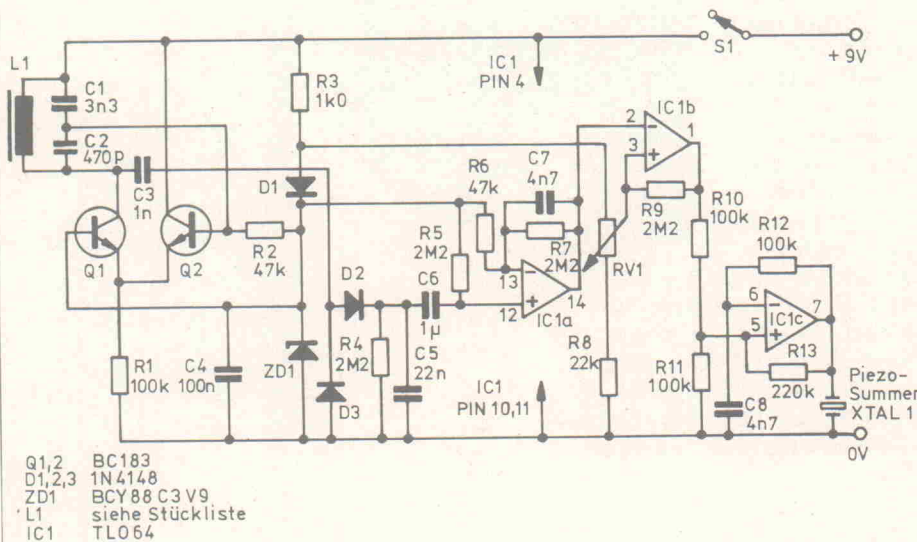 S1
+ 9V
L1
C1
3n3
C2
470P
C3
1n
R3
1k0
IC1
PIN 4
IC1b
2
3
1
D1
R6
47k
C7
4n7
R9
2M2
R10
100k
R12
100k
Q1
Q2
R2
47k
R5
2M2
D2
C6
1µ
R7
2M2
13
12
14
IC1a
RV1
6
5
7
IC1c
R1
100k
C4
100n
ZD1
R4
2M2
D3
C5
22n
IC1
PIN 10,11
R8
22k
R11
100k
R13
220k
C8
4n7
Piezo-
Summer
XTAL 1
0V
Q1,2 BC183
D1,2,3 1N4148
ZD1 BCY88 C3 V9
L1 siehe Stückliste
IC1 TL064